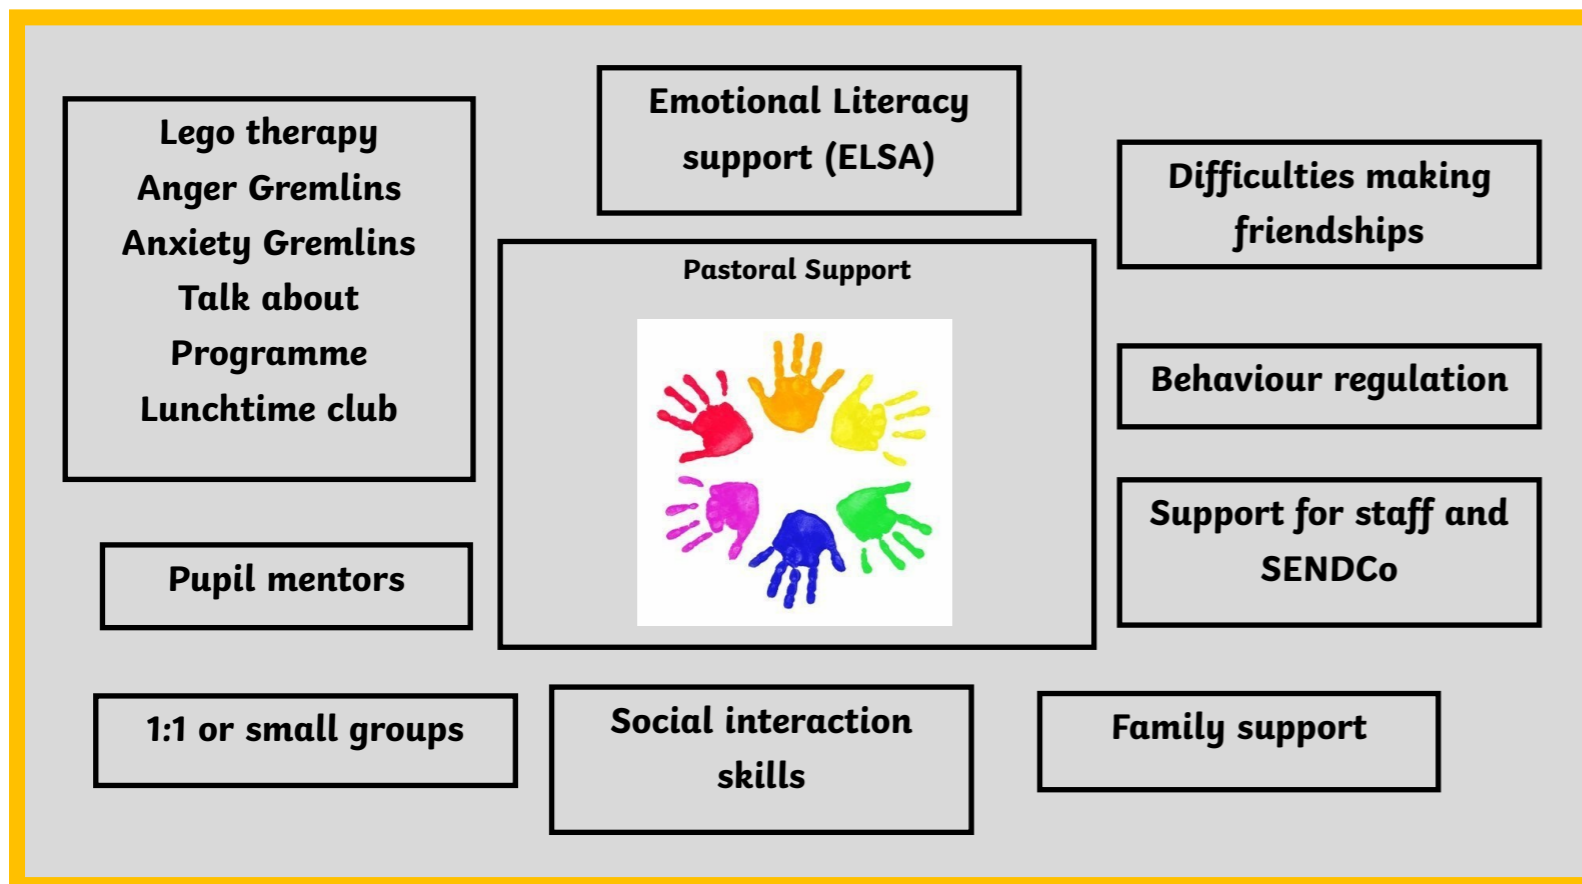 Lego therapy
Anger Gremlins
Anxiety Gremlins
Talk about
Programme
Lunchtime club
Emotional Literacy
support (ELSA)
Difficulties making
friendships
Pastoral Support
Behaviour regulation
Support for staff and
SENDCo
Pupil mentors
1:1 or small groups
Social interaction
skills
Family support